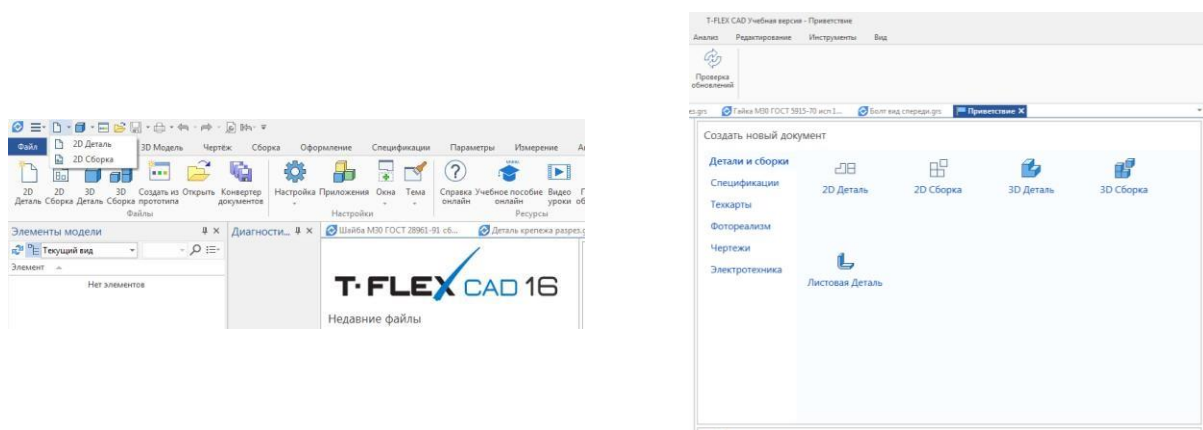 2D Деталь
2D Сборка
Файл 3D Модель Чертёж Сборка Оформление Спецификации Параметры Измерение
2D Деталь 2D Сборка 3D Деталь 3D Сборка Создать из прототипа Открыть Конвертер документов Настройка Приложения Окна Тема Справка онлайн Учебное пособие онлайн Видео уроки
Файлы Настройки Ресурсы
Элементы модели Диагности... Шайба М30 ГОСТ 28961-91 сб... Деталь крепежа разрез.
Текущий вид
Элемент
Нет элементов
T-FLEX CAD 16
Недавние файлы
T-FLEX CAD Учебная версия - Приветствие
Анализ Редактирование Инструменты Вид
Проверка
обновлений
es.grs Гайка М30 ГОСТ 5915-70 исп 1... Болт вид спереди.grs Приветствие
Создать новый документ
Детали и сборки
Спецификации
Техкарты
Фотореализм
Чертежи
Электротехника
2D Деталь 2D Сборка 3D Деталь 3D Сборка
Листовая Деталь